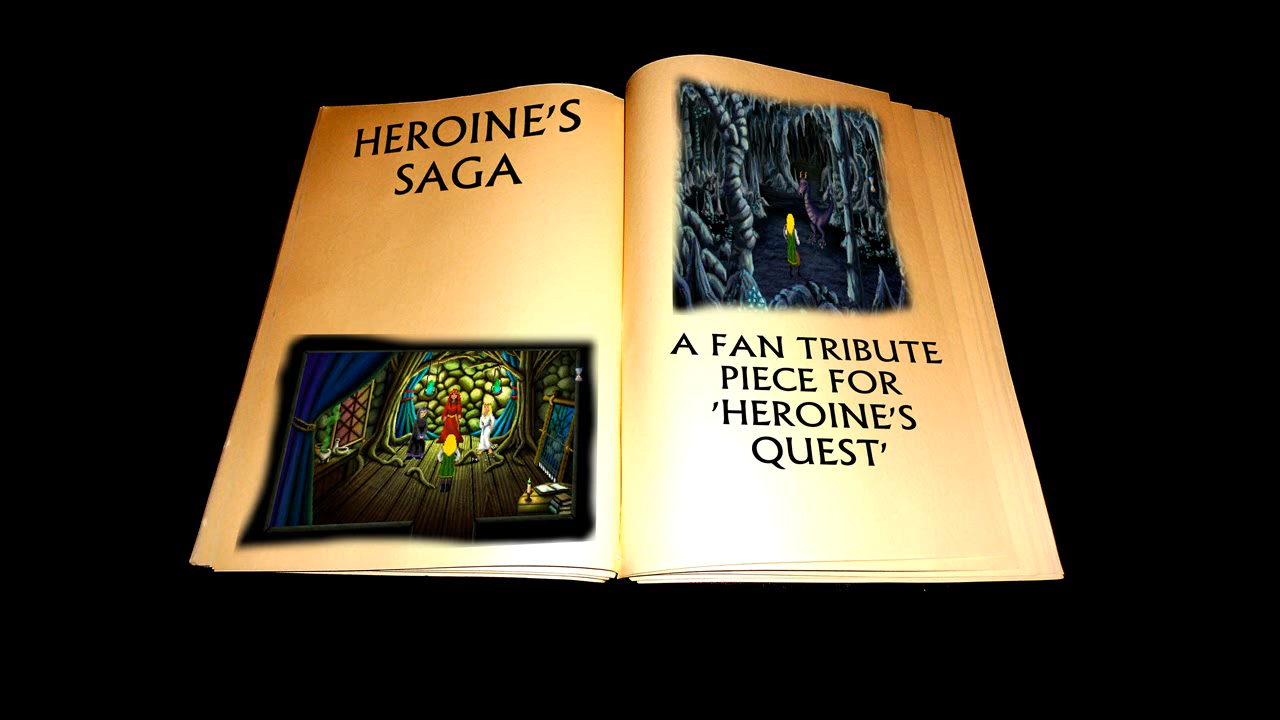 HEROINE'S
SAGA
A FAN TRIBUTE
PIECE FOR
'HEROINE'S
QUEST'